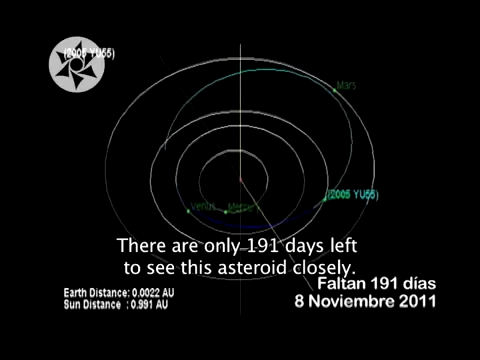 (2005 YU55)
Mars
(2005 YU55)
Venus
There are only 191 days left
to see this asteroid closely.
Faltan 191 días
8 Noviembre 2011
Earth Distance: 0.0022 AU
Sun Distance : 0.991 AU